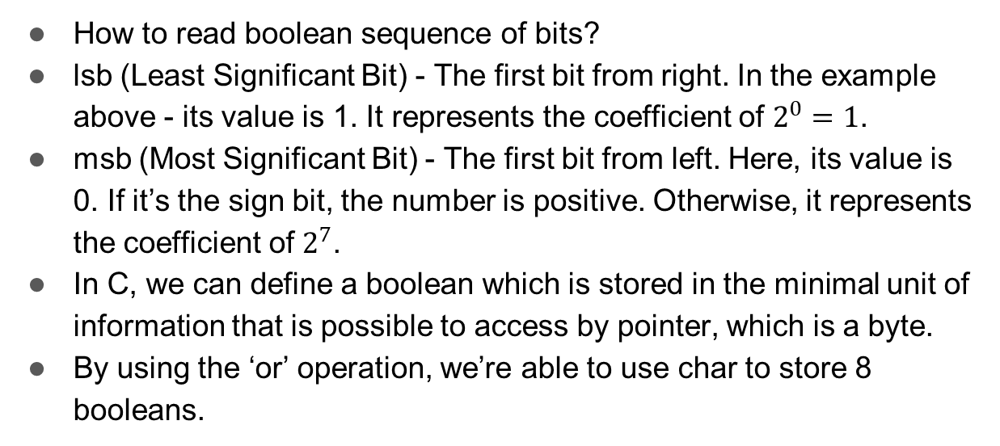 ● How to read boolean sequence of bits?
● lsb (Least Significant Bit) - The first bit from right. In the example
above - its value is 1. It represents the coefficient of 2⁰ = 1.
● msb (Most Significant Bit) - The first bit from left. Here, its value is
0. If it’s the sign bit, the number is positive. Otherwise, it represents
the coefficient of 2⁷.
● In C, we can define a boolean which is stored in the minimal unit of
information that is possible to access by pointer, which is a byte.
● By using the ‘or’ operation, we’re able to use char to store 8
booleans.